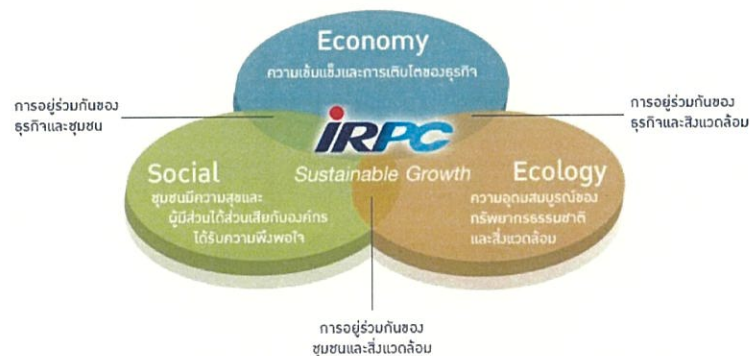 Economy
ความเข้มแข็งและการเติบโตของธุรกิจ
การอยู่ร่วมกันของ
ธุรกิจและชุมชน
การอยู่ร่วมกันของ
ธุรกิจและสิ่งแวดล้อม
IRPC
Sustainable Growth
Social
ชุมชนมีความสุขและ
ผู้มีส่วนได้ส่วนเสียกับองค์กร
ได้รับความพึงพอใจ
Ecology
ความอุดมสมบูรณ์ของ
ทรัพยากรธรรมชาติ
และสิ่งแวดล้อม
การอยู่ร่วมกันของ
ชุมชนและสิ่งแวดล้อม